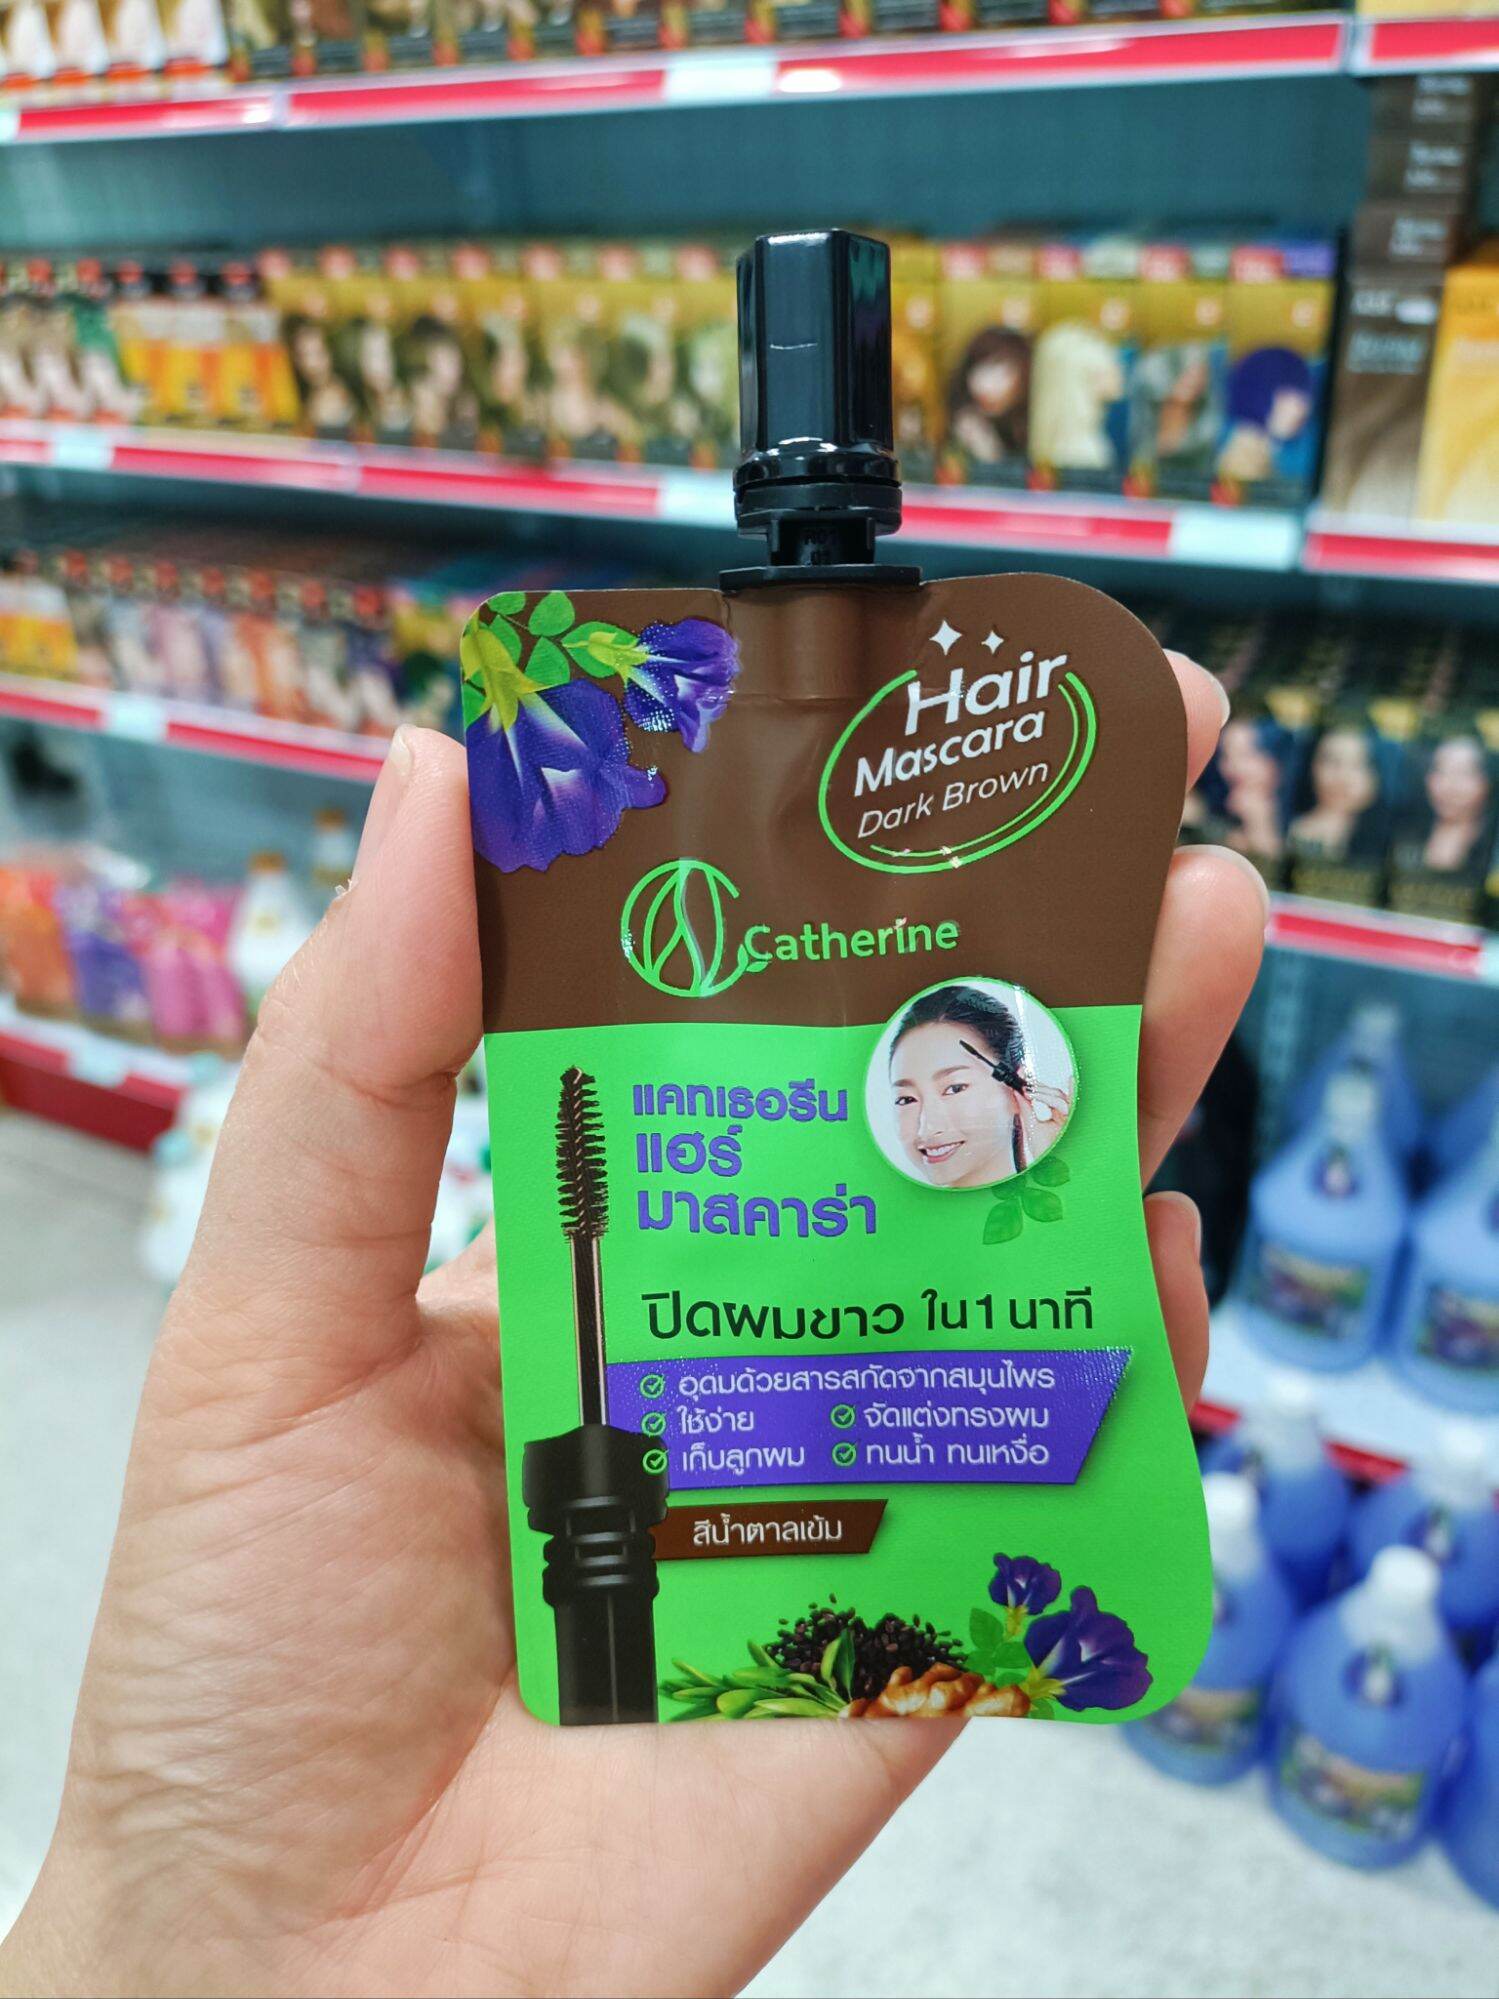 Hair
Mascara
Dark Brown
Catherine
แคทเธอรีน
แฮร์
มาสคาร่า
ปิดผมขาว ใน 1 นาที
อุดมด้วยสารสกัดจากสมุนไพร
ใช้ง่าย จัดแต่งทรงผม
เก็บลูกผม ทนน้ำ ทนเหงื่อ
สีน้ำตาลเข้ม